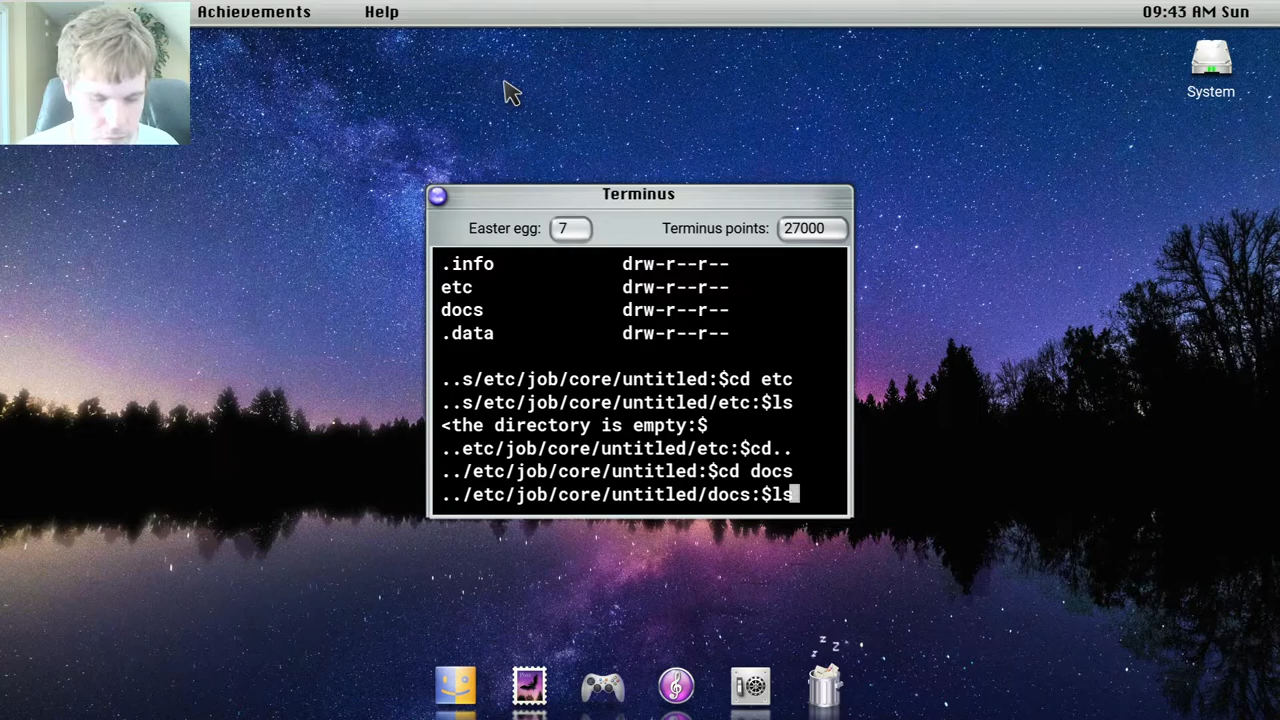 Achievements Help 09:43 AM Sun
System
Terminus
Easter egg: 7 Terminus points: 27000
.info drw-r--r--
etc drw-r--r--
docs drw-r--r--
.data drw-r--r--
..s/etc/job/core/untitled:$cd etc
..s/etc/job/core/untitled/etc:$ls
<the directory is empty:$
..etc/job/core/untitled/etc:$cd..
../etc/job/core/untitled:$cd docs
../etc/job/core/untitled/docs:$ls